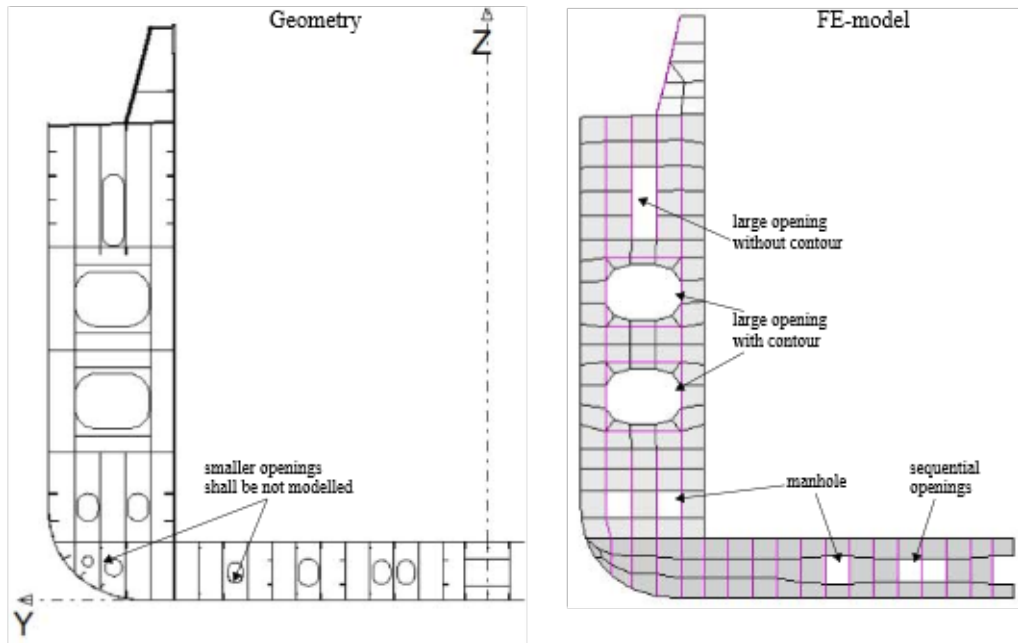 Geometry
Z
smaller openings
shall be not modelled
Y
FE-model
large opening
without contour
large opening
with contour
manhole
sequential
openings